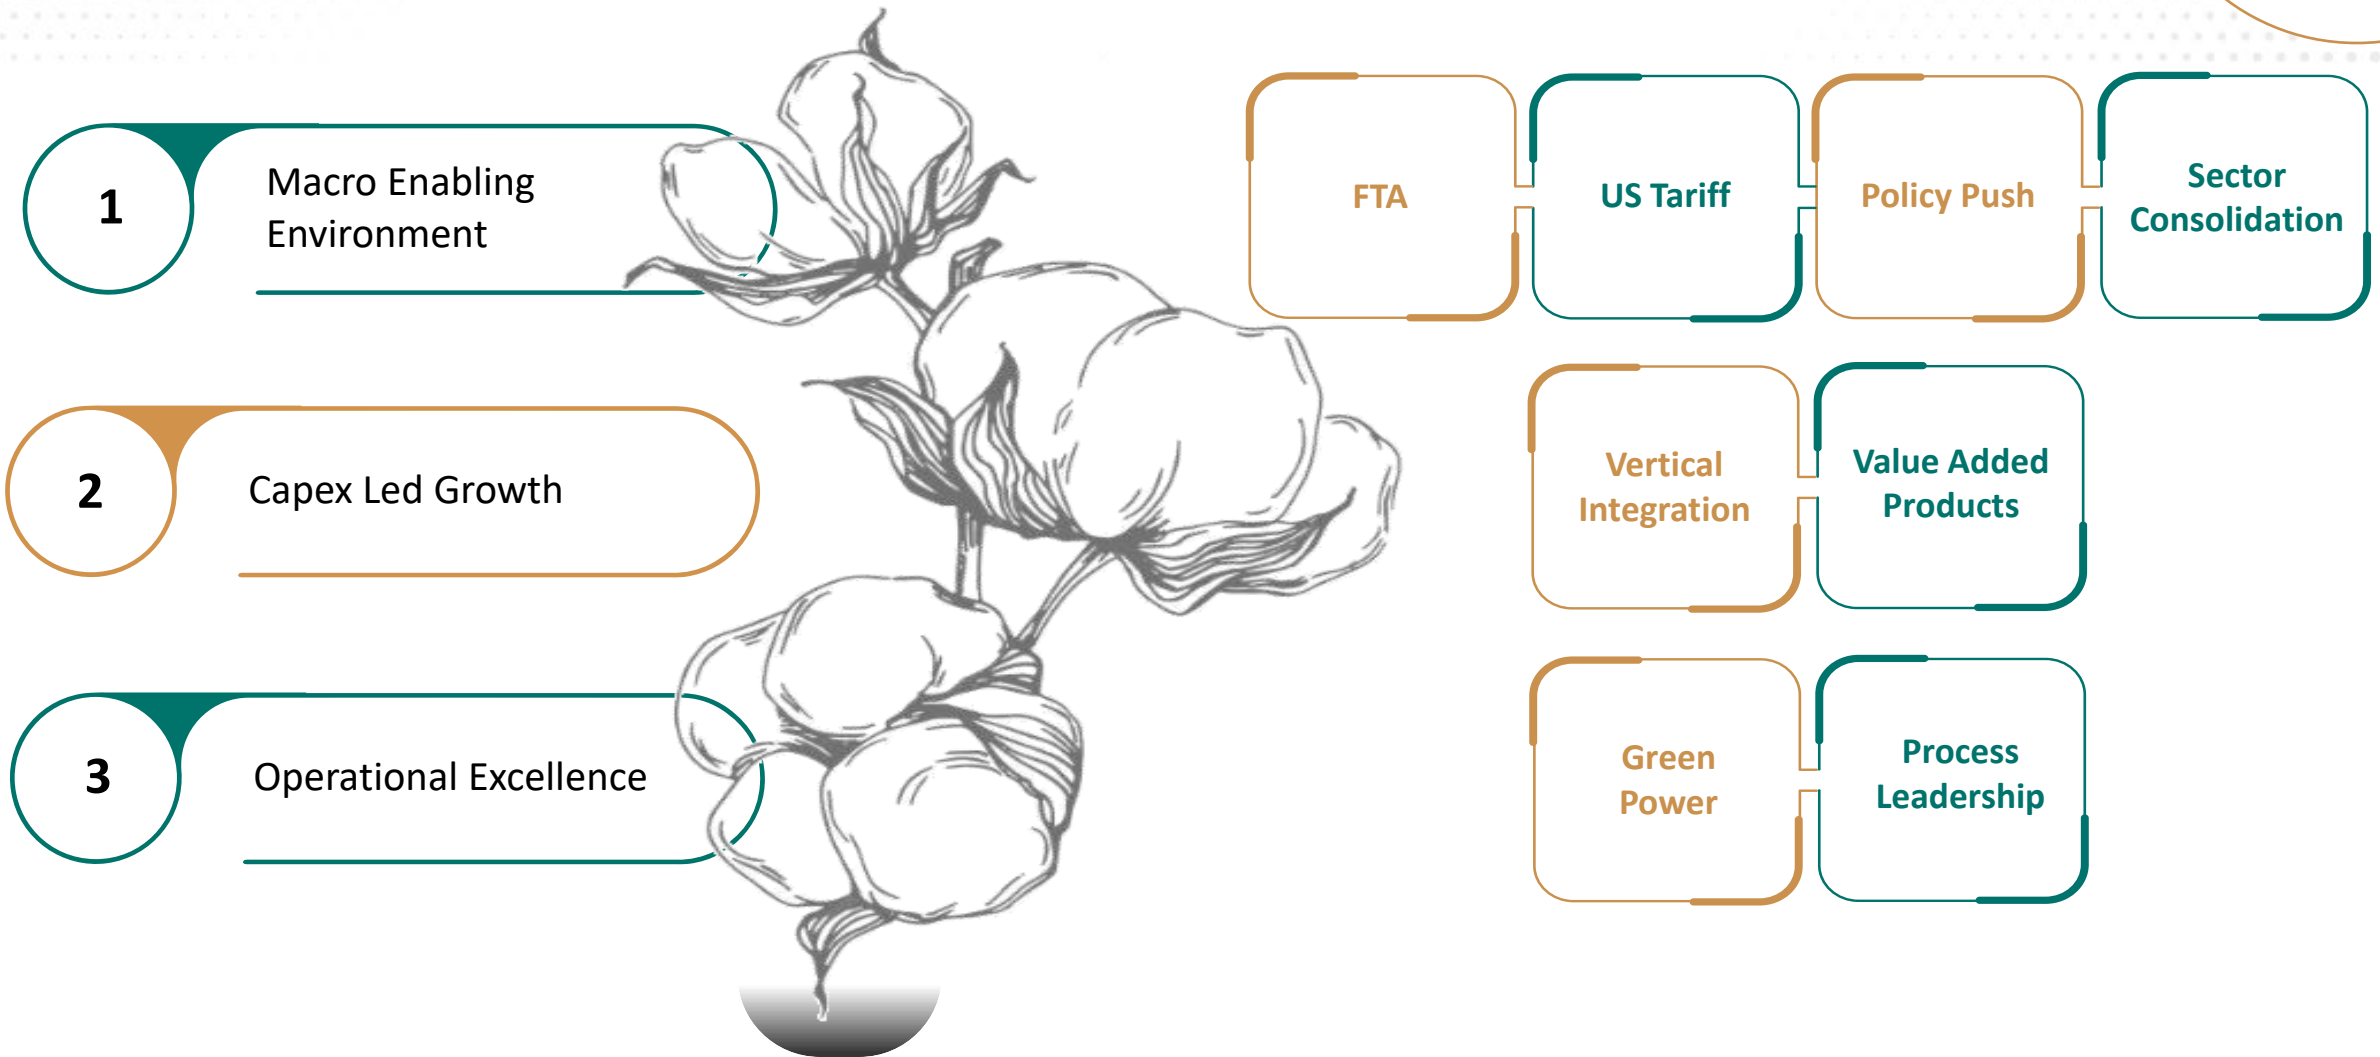 1
Macro Enabling
Environment
FTA
US Tariff
Policy Push
Sector
Consolidation
2
Capex Led Growth
Vertical
Integration
Value Added
Products
3
Operational Excellence
Green
Power
Process
Leadership